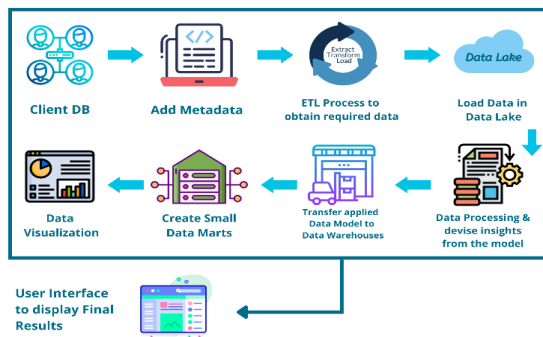 Extract
Transform
Load
Data Lake
Client DB
Add Metadata
ETL Process to
obtain required data
Load Data in
Data Lake
Data
Visualization
Create Small
Data Marts
Transfer applied
Data Model to
Data Warehouses
Data Processing &
devise insights
from the model
User Interface
to display Final
Results